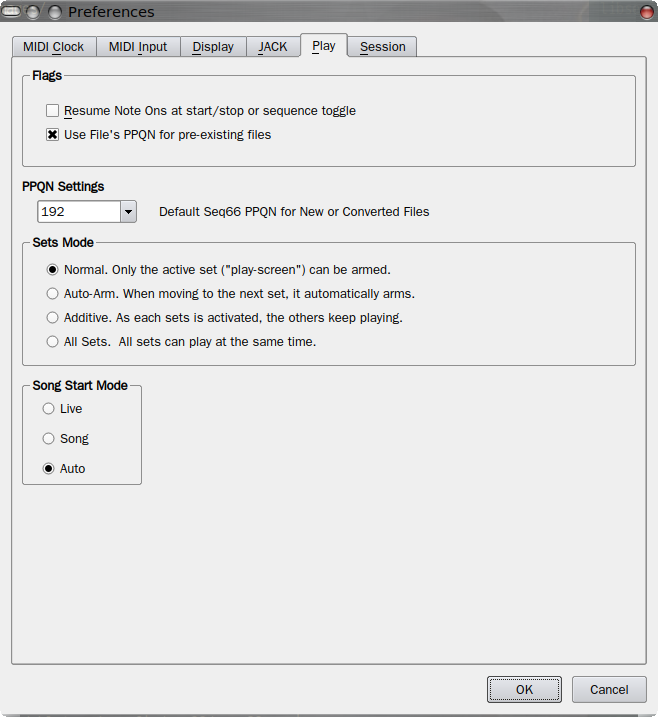 Preferences
MIDI Clock MIDI Input Display JACK Play Session
Flags
Resume Note Ons at start/stop or sequence toggle
Use File's PPQN for pre-existing files
PPQN Settings
192 Default Seq66 PPQN for New or Converted Files
Sets Mode
Normal. Only the active set ("play-screen") can be armed.
Auto-Arm. When moving to the next set, it automatically arms.
Additive. As each sets is activated, the others keep playing.
All Sets.  All sets can play at the same time.
Song Start Mode
Live
Song
Auto
OK Cancel